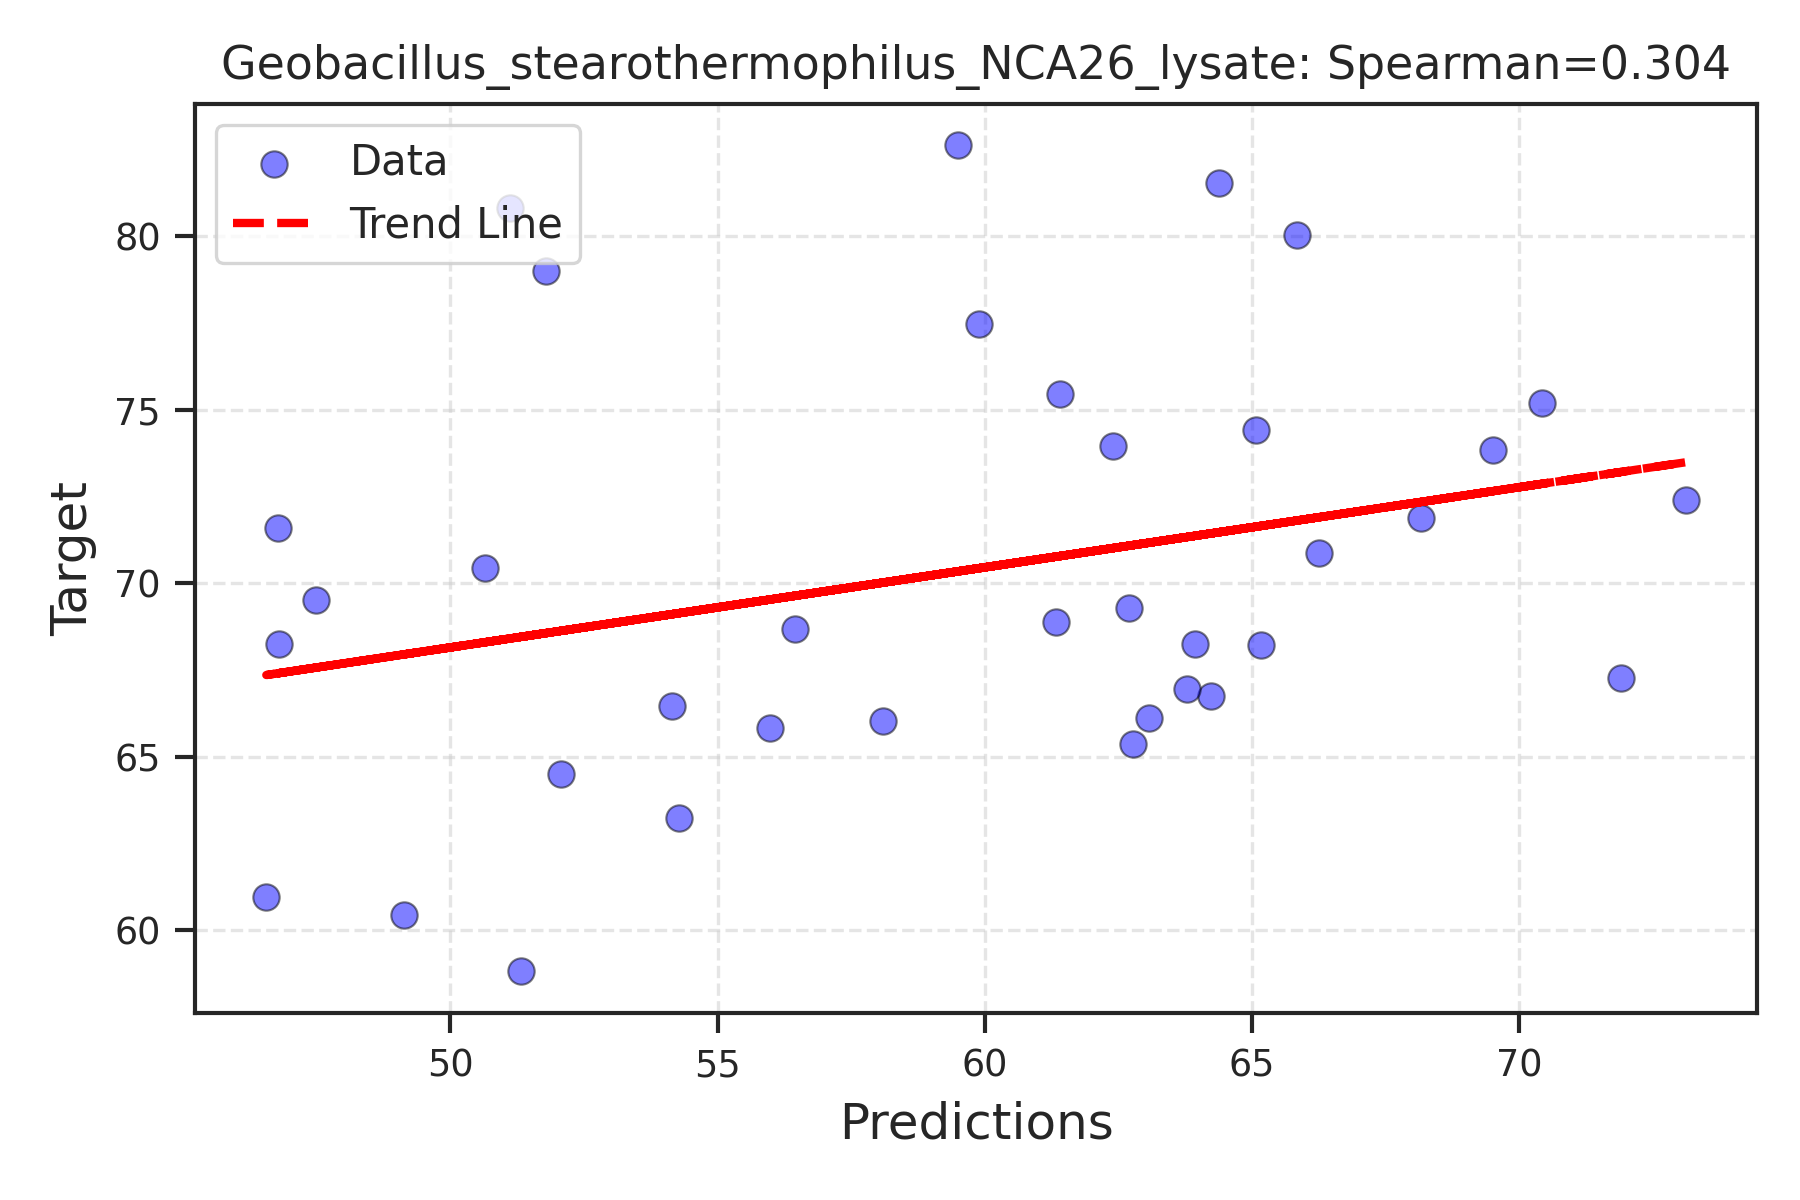 Geobacillus_stearothermophilus_NCA26_lysate: Spearman=0.304
Data
Trend Line
80
75
70
65
60
Target
50 55 60 65 70
Predictions